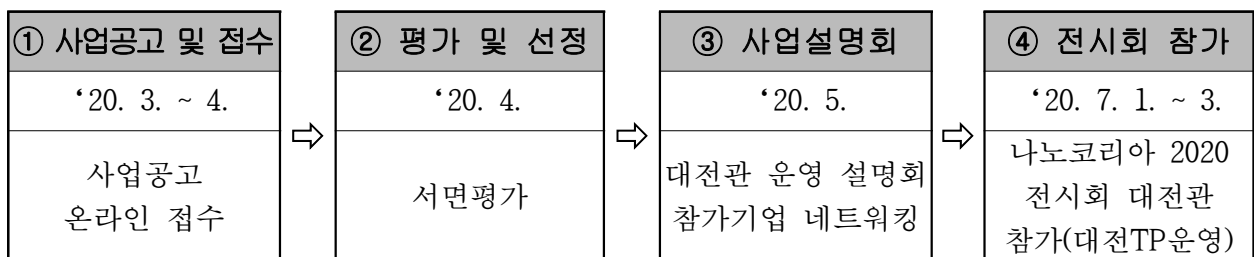 ① 사업공고 및 접수
‘20. 3. ~ 4.
사업공고
온라인 접수
⇨
② 평가 및 선정
‘20. 4.
서면평가
⇨
③ 사업설명회
‘20. 5.
대전관 운영 설명회
참가기업 네트워킹
⇨
④ 전시회 참가
‘20. 7. 1. ~ 3.
나노코리아 2020
전시회 대전관
참가(대전TP운영)